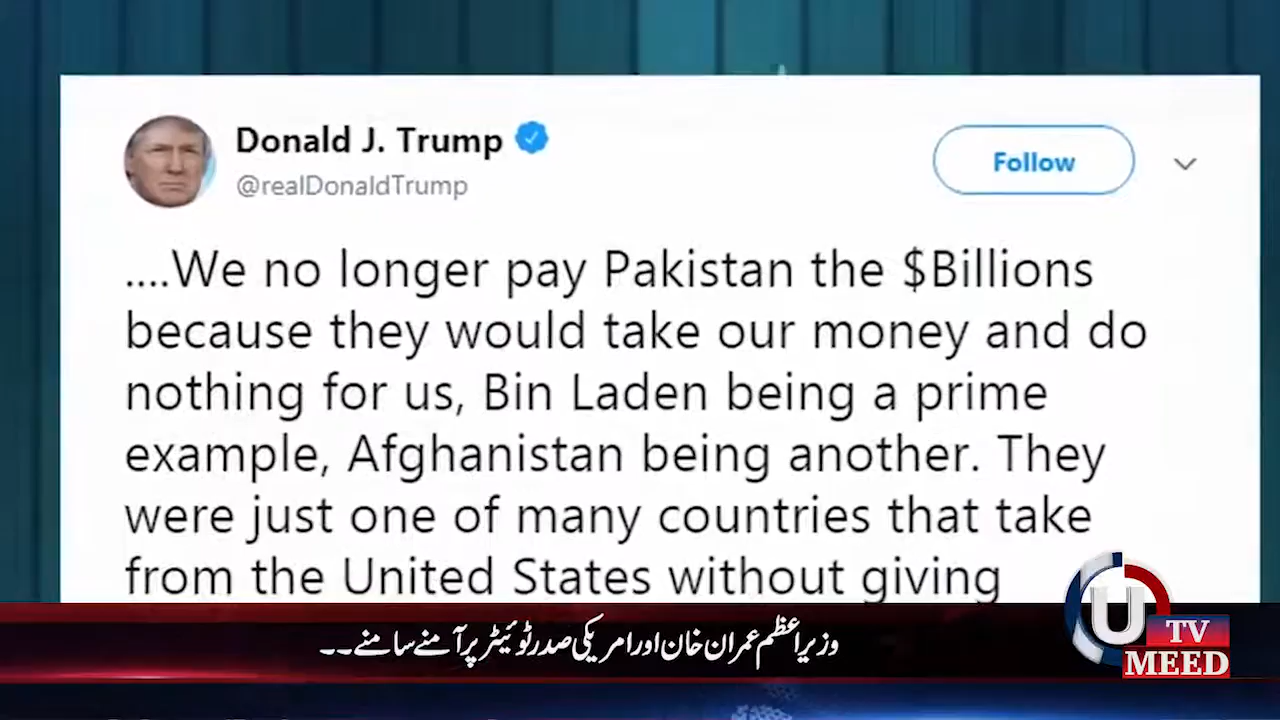 Donald J. Trump
@realDonaldTrump
Follow
....We no longer pay Pakistan the $Billions
because they would take our money and do
nothing for us, Bin Laden being a prime
example, Afghanistan being another. They
were just one of many countries that take
from the United States without giving
وزیراعظم عمران خان اور امریکی صدر ٹوئیٹر پر آمنے سامنے۔۔
U
TV
MEED